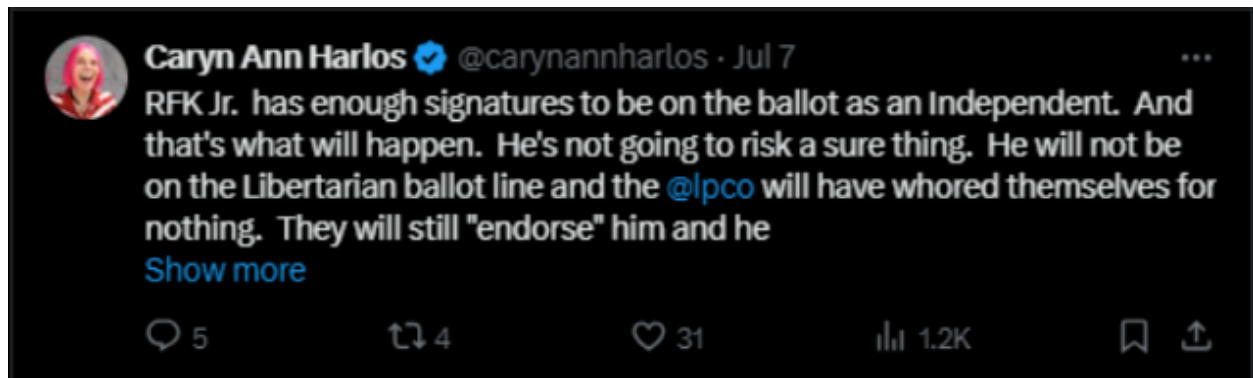 Caryn Ann Harlos @carynannharlos · Jul 7
RFK Jr. has enough signatures to be on the ballot as an Independent. And
that's what will happen. He's not going to risk a sure thing. He will not be
on the Libertarian ballot line and the @lpco will have whored themselves for
nothing. They will still "endorse" him and he
Show more
5 4 31 1.2K